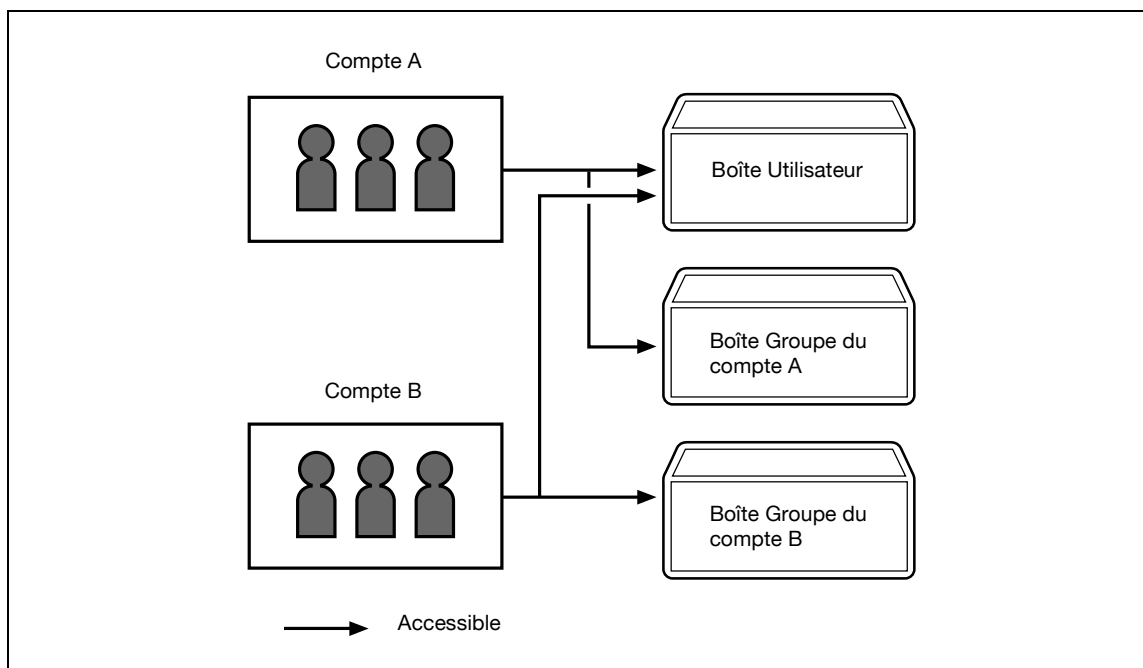 Compte A
Boîte Utilisateur
Boîte Groupe du
compte A
Compte B
Boîte Groupe du
compte B
Accessible